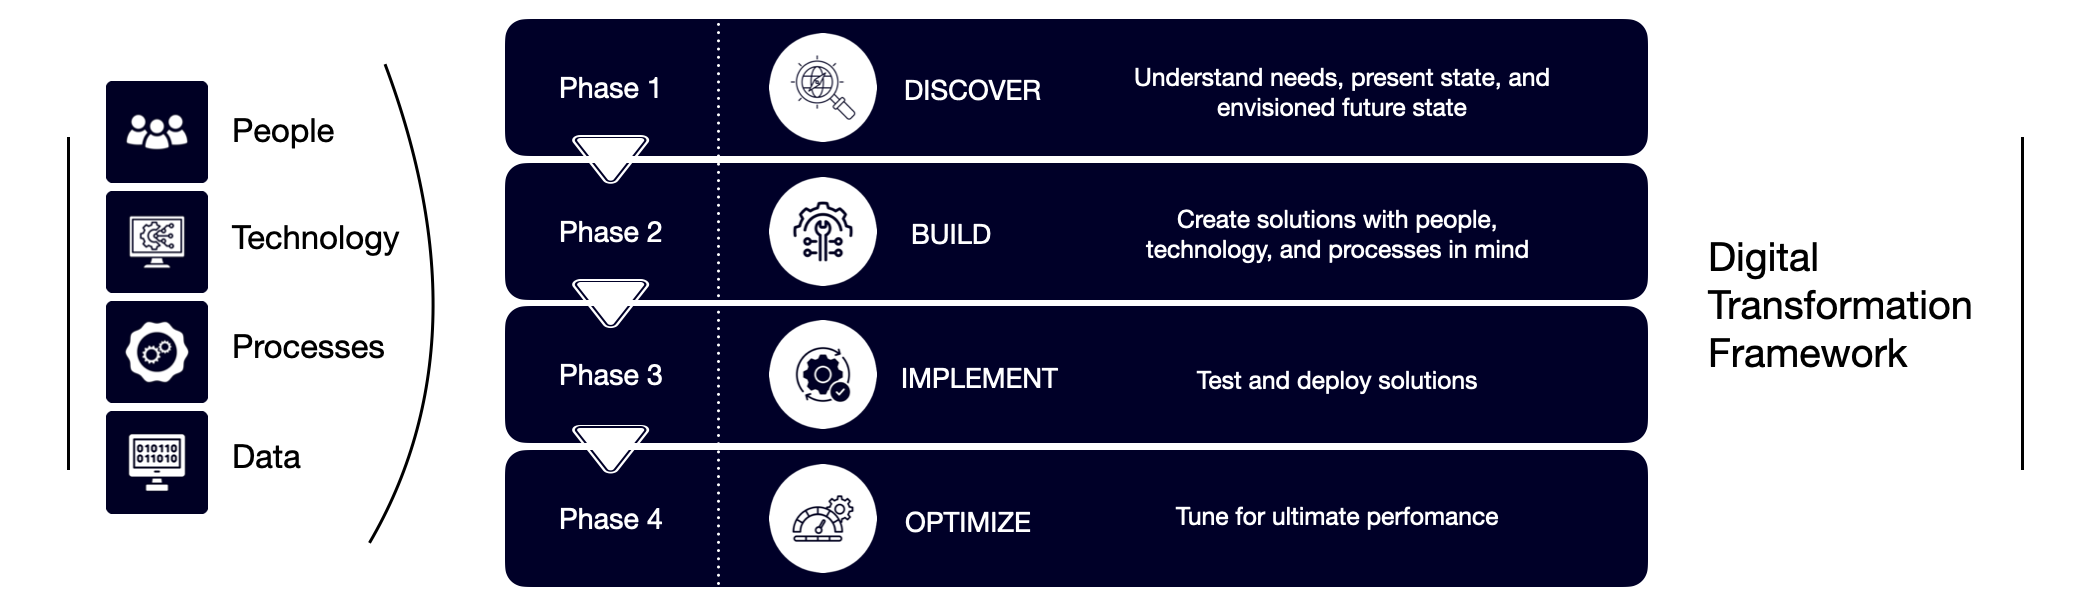 People
Technology
Processes
010110
011010
Data
Phase 1
DISCOVER
Understand needs, present state, and
envisioned future state
Phase 2
BUILD
Create solutions with people,
technology, and processes in mind
Phase 3
IMPLEMENT
Test and deploy solutions
Phase 4
OPTIMIZE
Tune for ultimate perfomance
Digital
Transformation
Framework